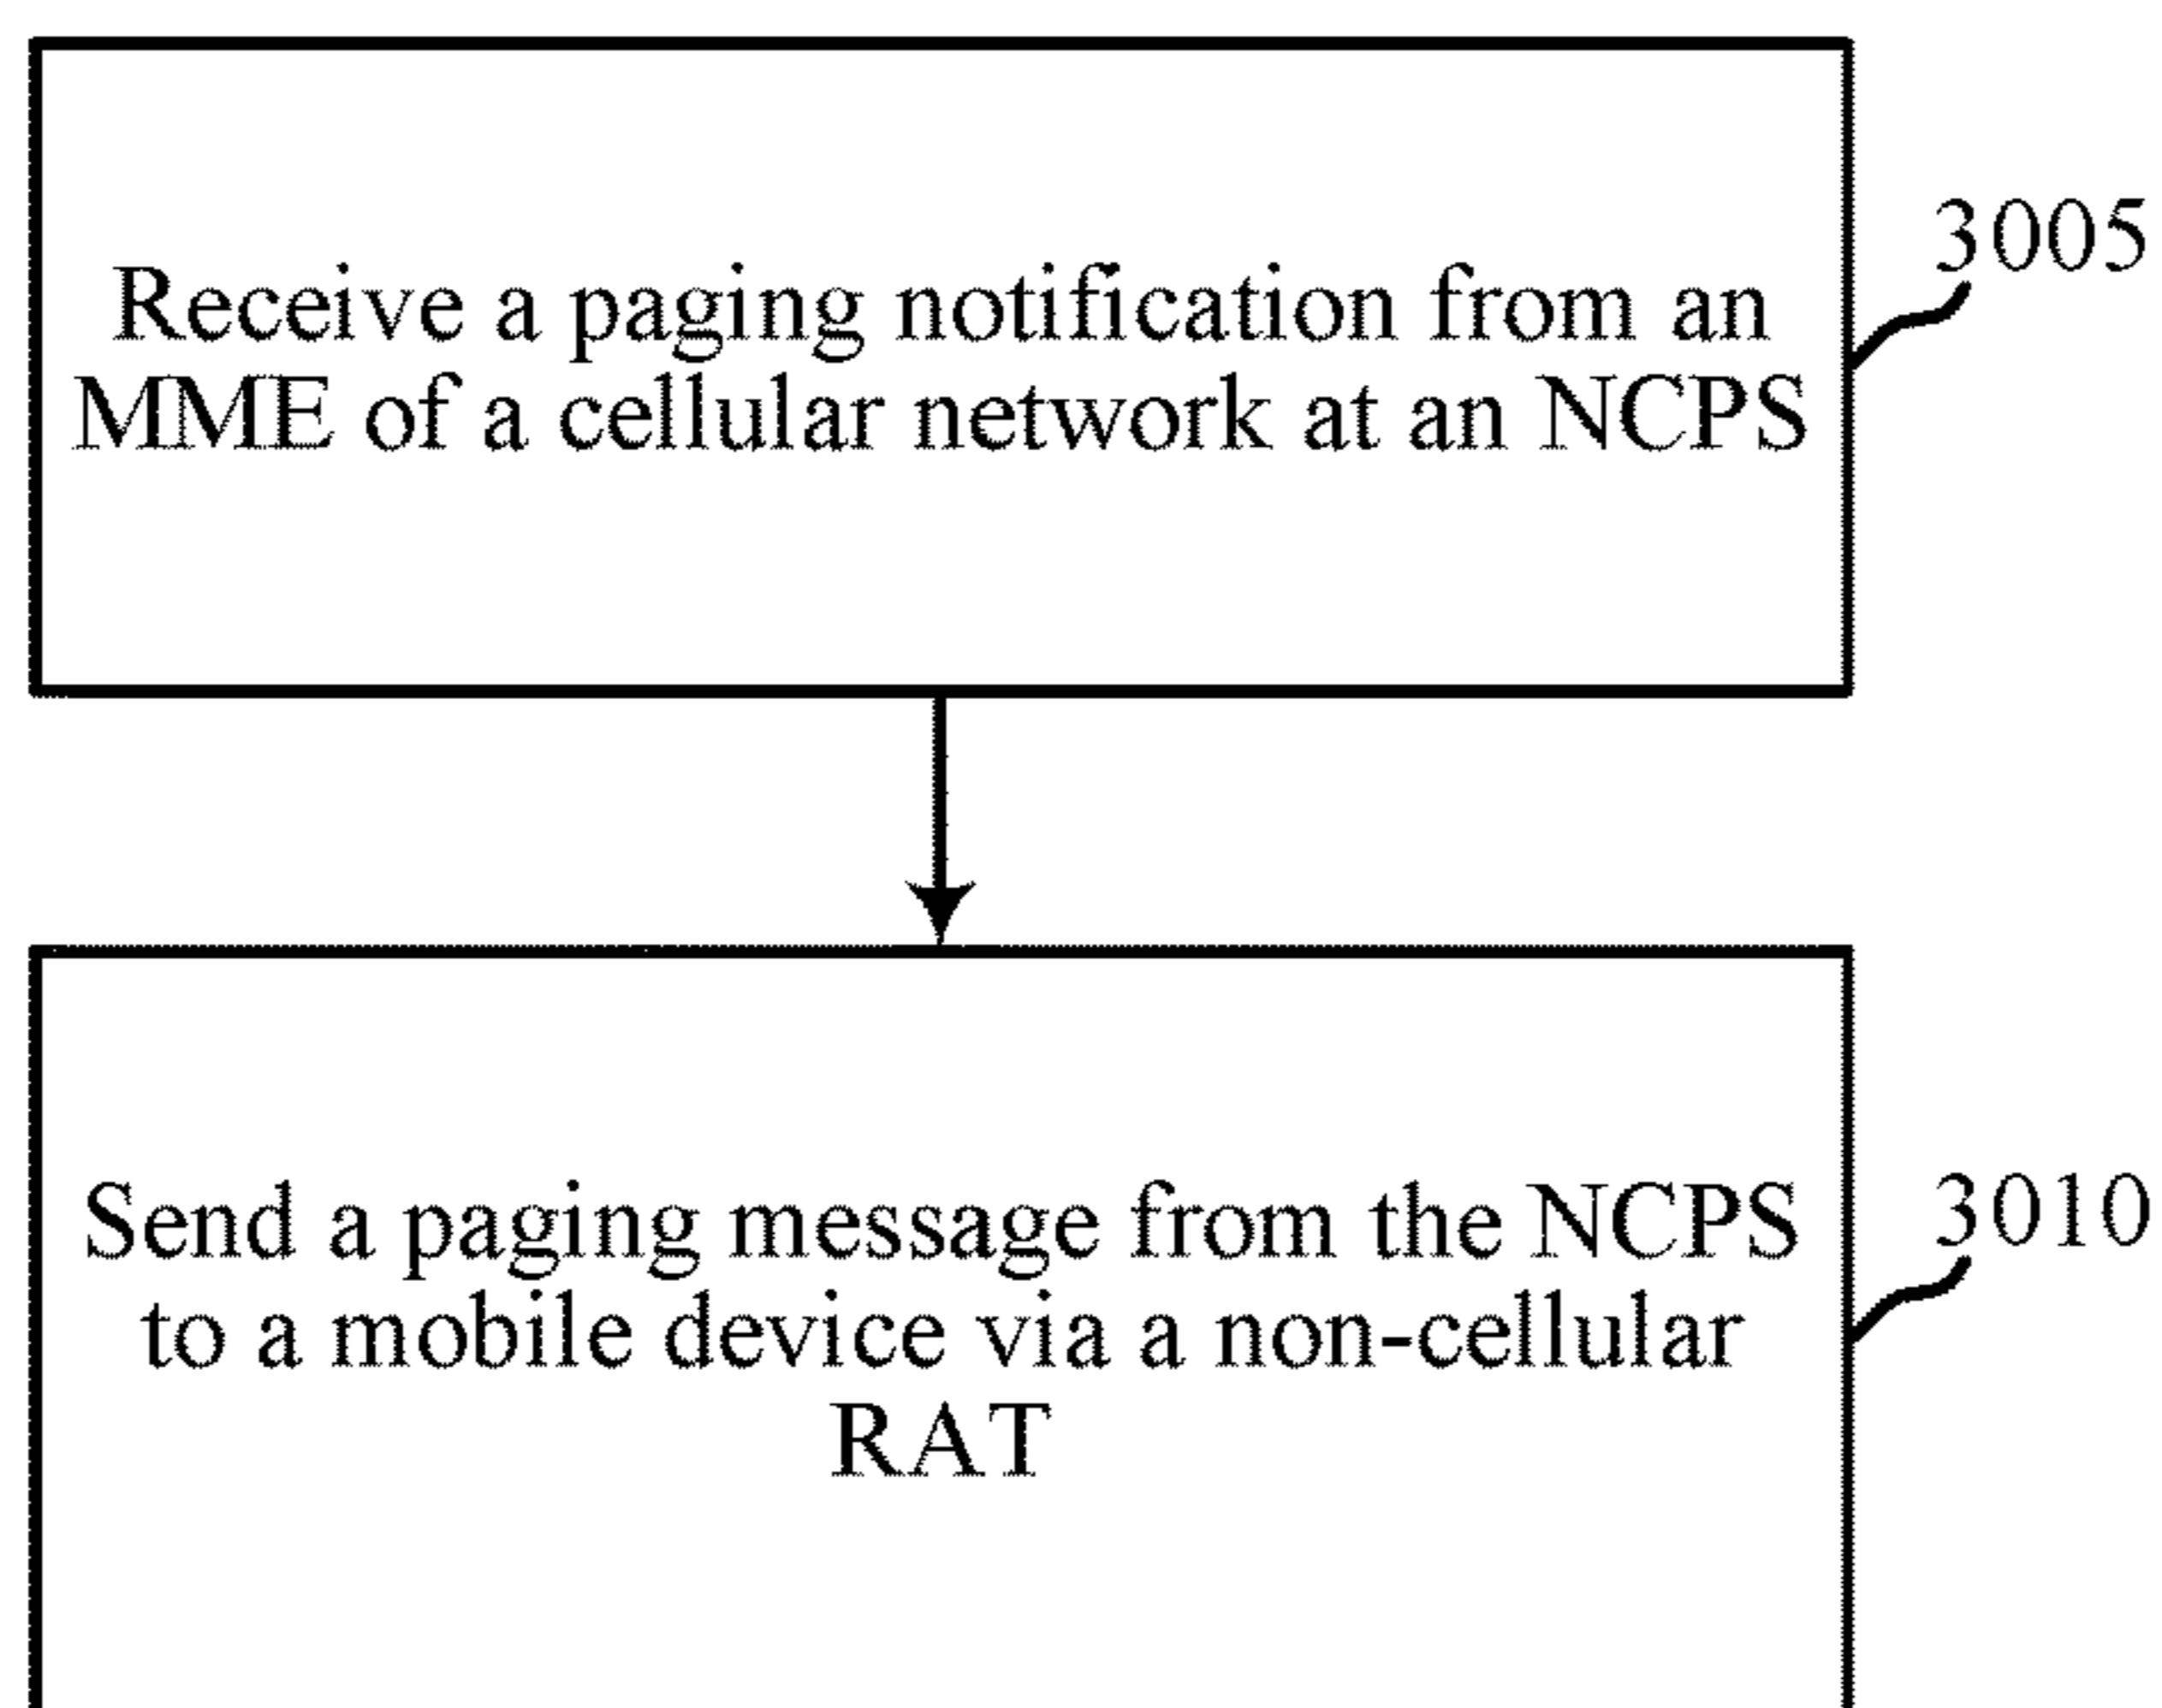 Receive a paging notification from an
MME of a cellular network at an NCPS
3005
Send a paging message from the NCPS
to a mobile device via a non-cellular
RAT
3010